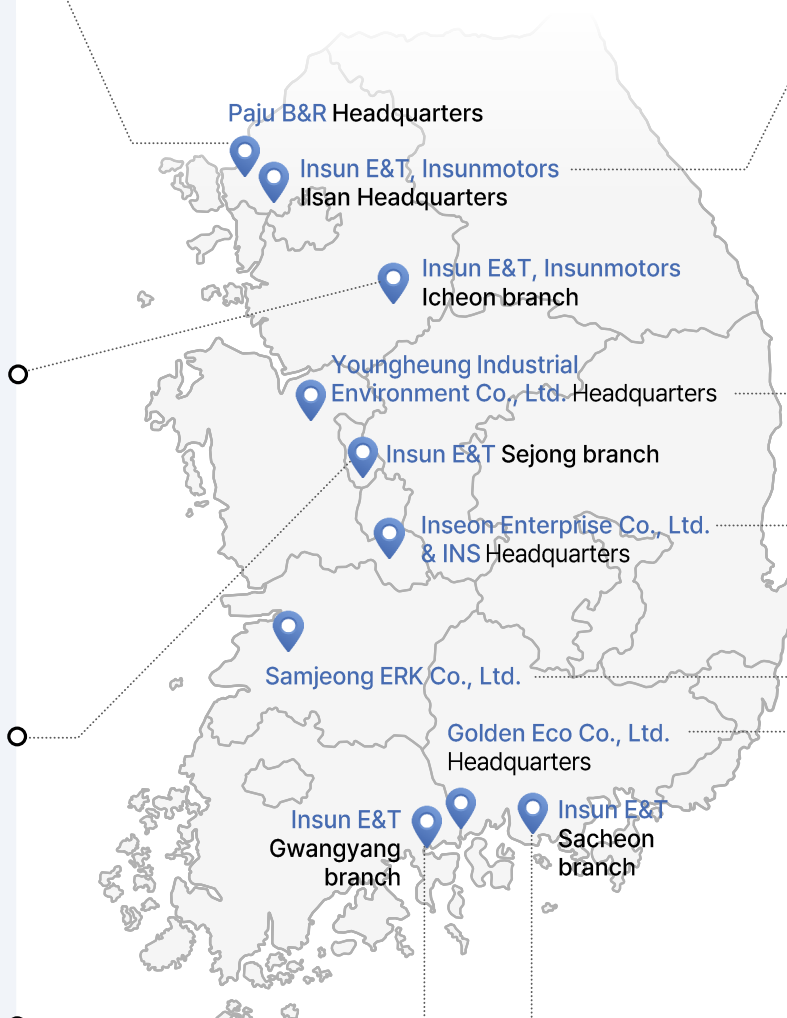 Paju B&R Headquarters
Insun E&T, Insunmotors
Ilsan Headquarters
Insun E&T, Insunmotors
Icheon branch
Youngheung Industrial
Environment Co., Ltd. Headquarters
Insun E&T Sejong branch
Inseon Enterprise Co., Ltd.
& INS Headquarters
Samjeong ERK Co., Ltd.
Golden Eco Co., Ltd.
Headquarters
Insun E&T
Gwangyang
branch
Insun E&T
Sacheon
branch